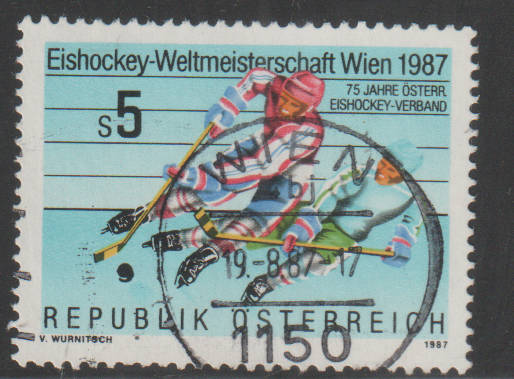 Eishockey-Weltmeisterschaft Wien 1987
75 JAHRE ÖSTERR.
EISHOCKEY-VERBAND
S5
WIEN
19.-8.87-17
REPUBLIK ÖSTERREICH
V. WURNITSCH
1987
1150